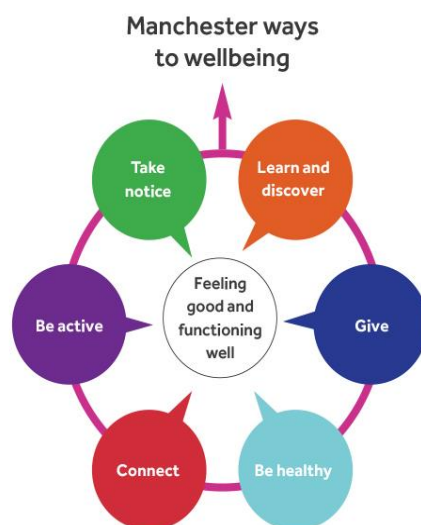 Manchester ways
to wellbeing
Take
notice
Learn and
discover
Be active
Feeling
good and
functioning
well
Give
Connect
Be healthy